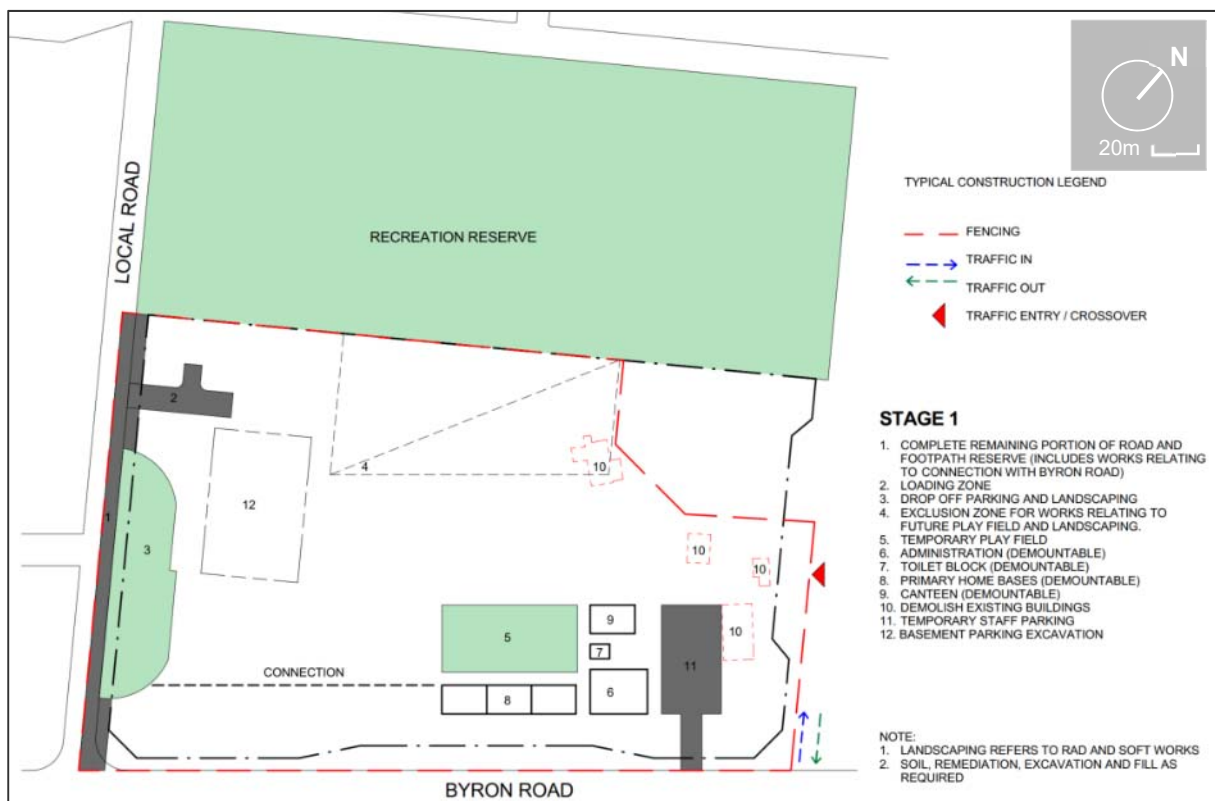 N
20m
TYPICAL CONSTRUCTION LEGEND
FENCING
TRAFFIC IN
TRAFFIC OUT
TRAFFIC ENTRY / CROSSOVER
LOCAL ROAD
RECREATION RESERVE
2
4
10
12
1
3
10
10
9
5
7
10
11
6
8
CONNECTION
BYRON ROAD
STAGE 1
1. COMPLETE REMAINING PORTION OF ROAD AND
FOOTPATH RESERVE (INCLUDES WORKS RELATING
TO CONNECTION WITH BYRON ROAD)
2. LOADING ZONE
3. DROP OFF PARKING AND LANDSCAPING
4. EXCLUSION ZONE FOR WORKS RELATING TO
FUTURE PLAY FIELD AND LANDSCAPING.
5. TEMPORARY PLAY FIELD
6. ADMINISTRATION (DEMOUNTABLE)
7. TOILET BLOCK (DEMOUNTABLE)
8. PRIMARY HOME BASES (DEMOUNTABLE)
9. CANTEEN (DEMOUNTABLE)
10. DEMOLISH EXISTING BUILDINGS
11. TEMPORARY STAFF PARKING
12. BASEMENT PARKING EXCAVATION
NOTE:
1. LANDSCAPING REFERS TO RAD AND SOFT WORKS
2. SOIL, REMEDIATION, EXCAVATION AND FILL AS
REQUIRED